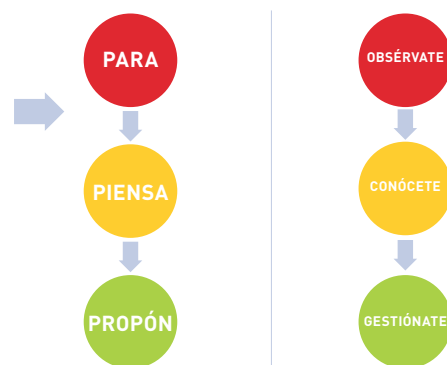 PARA
PIENSA
PROPÓN
OBSÉRVATE
CONÓCETE
GESTIÓNATE